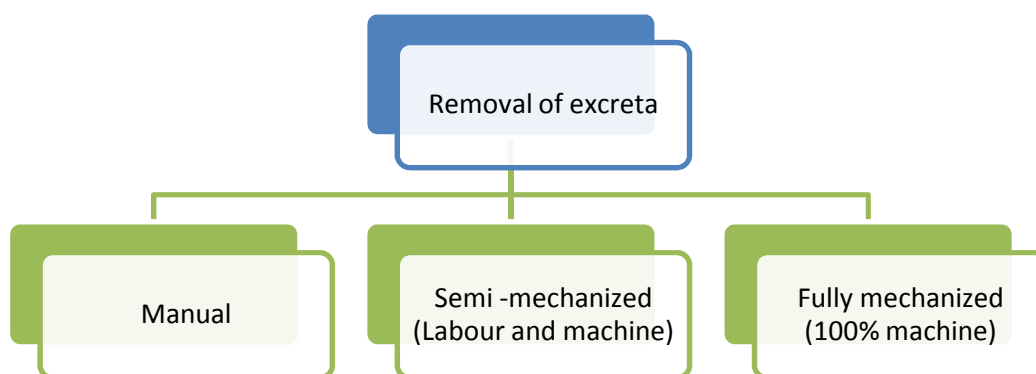 Removal of excreta
Manual
Semi -mechanized
(Labour and machine)
Fully mechanized
(100% machine)